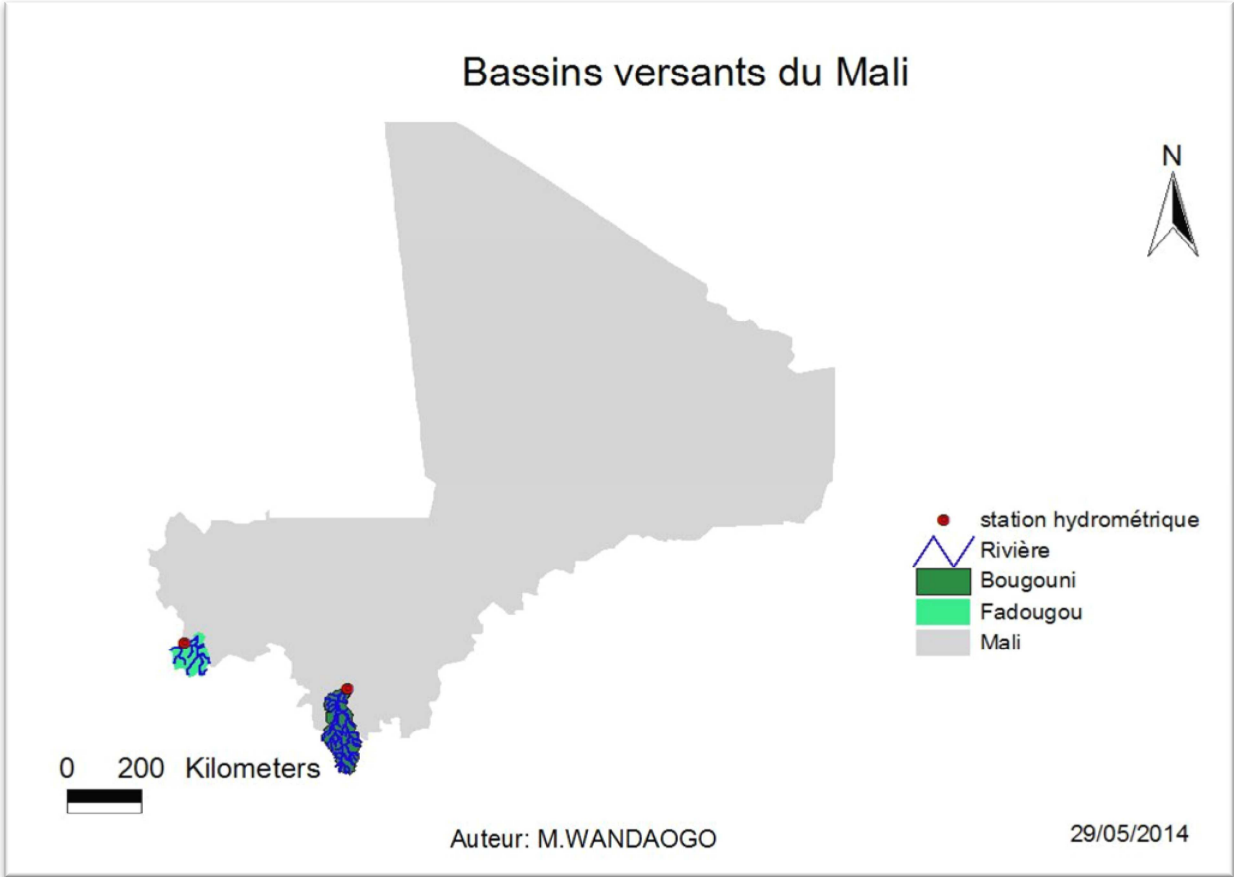 Bassins versants du Mali
N
station hydrométrique
Rivière
Bougouni
Fadougou
Mali
0 200 Kilometers
Auteur: M.WANDAOGO
29/05/2014